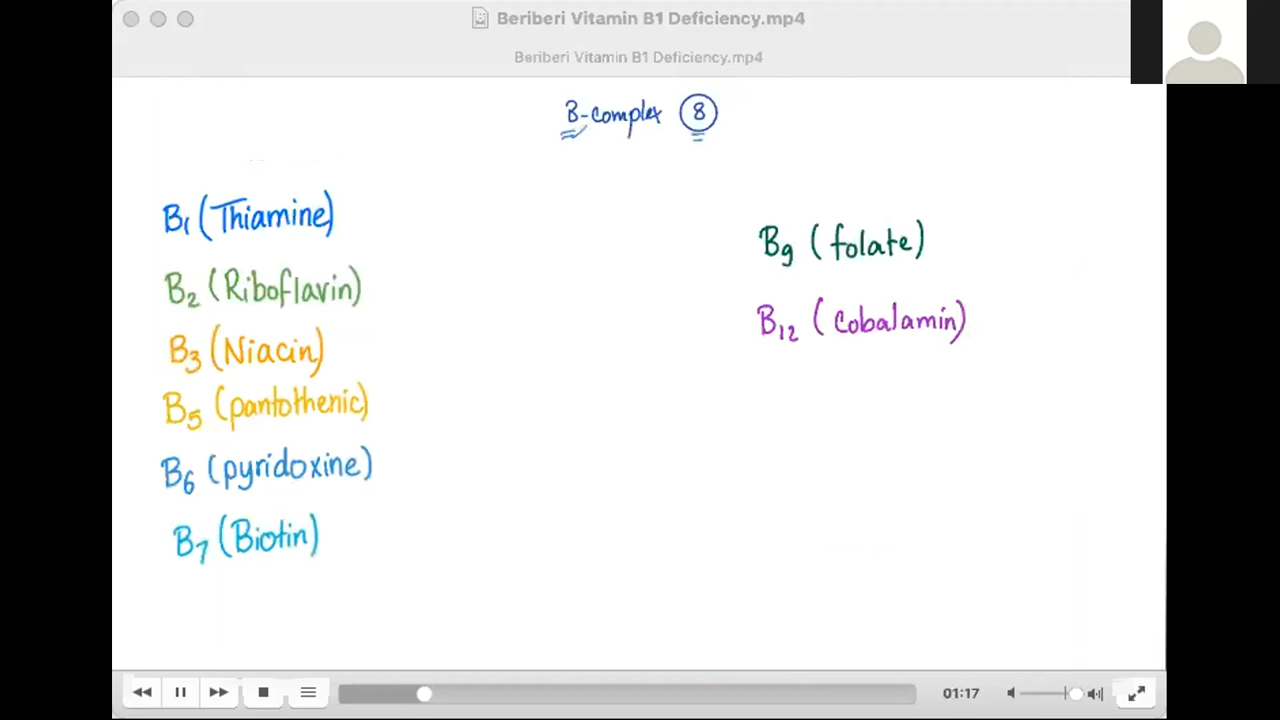 Beriberi Vitamin B1 Deficiency.mp4
Beriberi Vitamin B1 Deficiency.mp4
B-complex 8
B1 (Thiamine)
B2 (Riboflavin)
B3 (Niacin)
B5 (pantothenic)
B6 (pyridoxine)
B7 (Biotin)
B9 (folate)
B12 (Cobalamin)
01:17